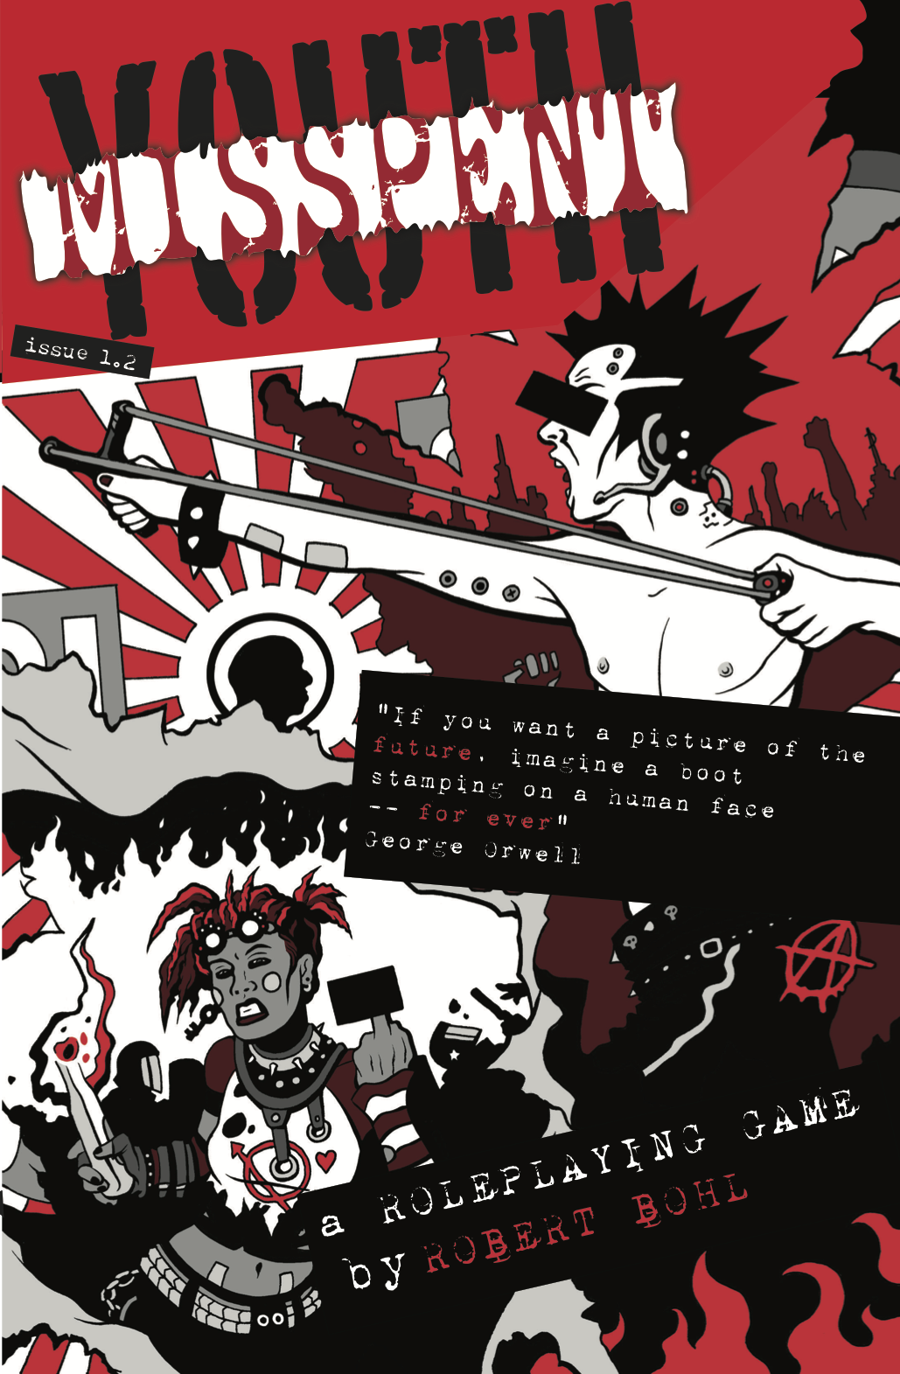 YOUTH
MISSPENT
issue 1.2
"If you want a picture of the
future, imagine a boot
stamping on a human face
-- for ever"
George Orwell
a ROLEPLAYING GAME
by ROBERT BOHL